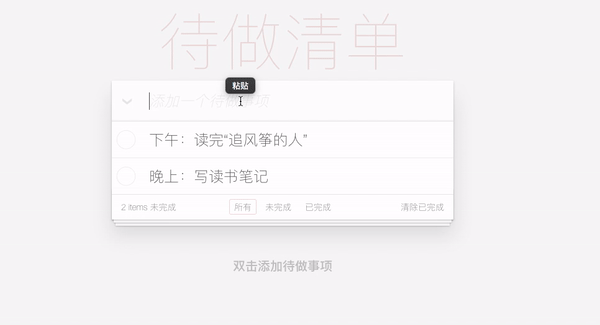 待做清单
粘贴
添加一个待做事项
下午：读完“追风筝的人”
晚上：写读书笔记
2 items 未完成 所有 未完成 已完成 清除已完成
双击添加待做事项